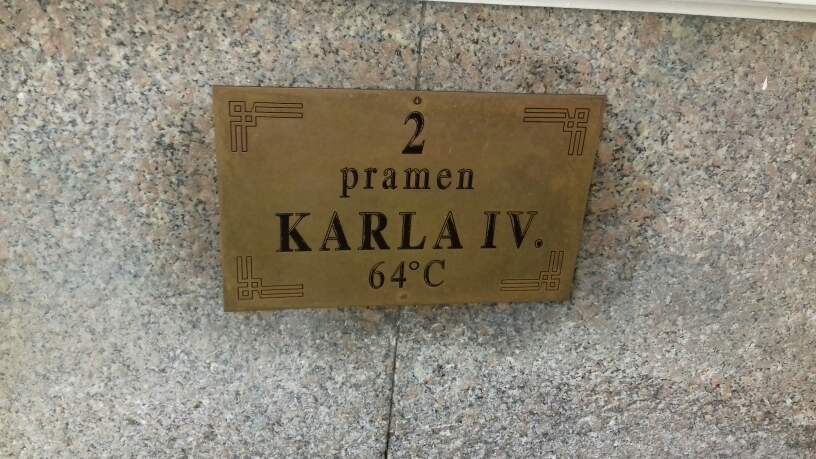 2
pramen
KARLA IV.
64°C